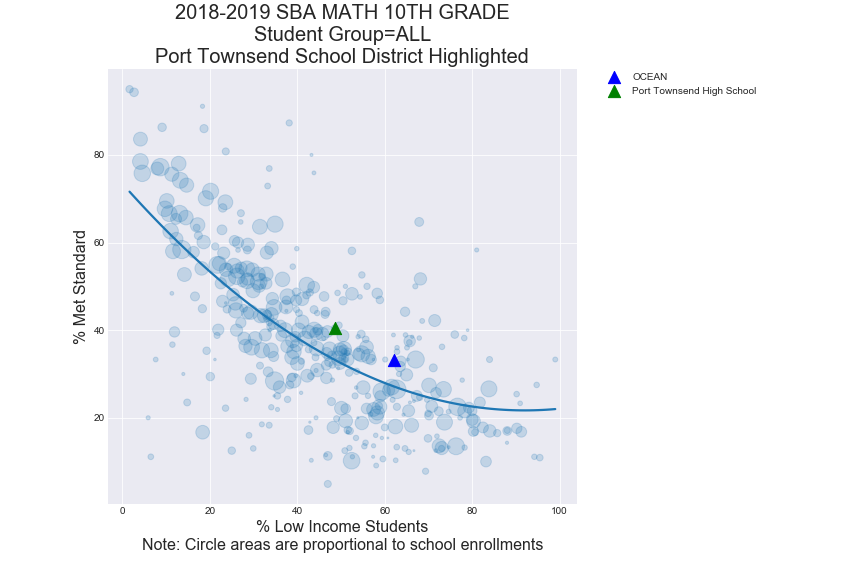 2018-2019 SBA MATH 10TH GRADE
Student Group=ALL
Port Townsend School District Highlighted
OCEAN
Port Townsend High School
% Met Standard
80
60
40
20
0 20 40 60 80 100
% Low Income Students
Note: Circle areas are proportional to school enrollments